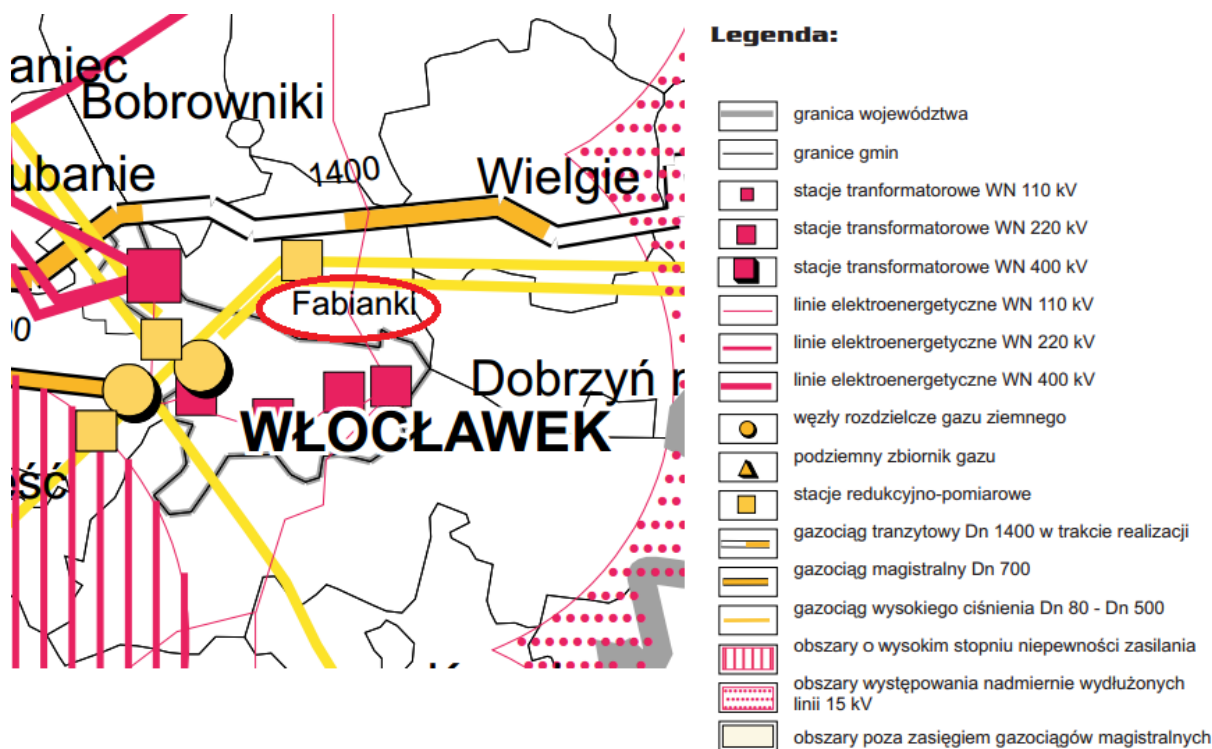 aniec
Bobrowniki
ubanie
1400
Wielgie
Fabianki
0
Dobrzyń
WŁOCŁAWEK
eść
Legenda:
granica województwa
granice gmin
stacje tranformatorowe WN 110 kV
stacje transformatorowe WN 220 kV
stacje transformatorowe WN 400 kV
linie elektroenergetyczne WN 110 kV
linie elektroenergetyczne WN 220 kV
linie elektroenergetyczne WN 400 kV
węzły rozdzielcze gazu ziemnego
podziemny zbiornik gazu
stacje redukcyjno-pomiarowe
gazociąg tranzytowy Dn 1400 w trakcie realizacji
gazociąg magistralny Dn 700
gazociąg wysokiego ciśnienia Dn 80 - Dn 500
obszary o wysokim stopniu niepewności zasilania
obszary występowania nadmiernie wydłużonych
linii 15 kV
obszary poza zasięgiem gazociągów magistralnych